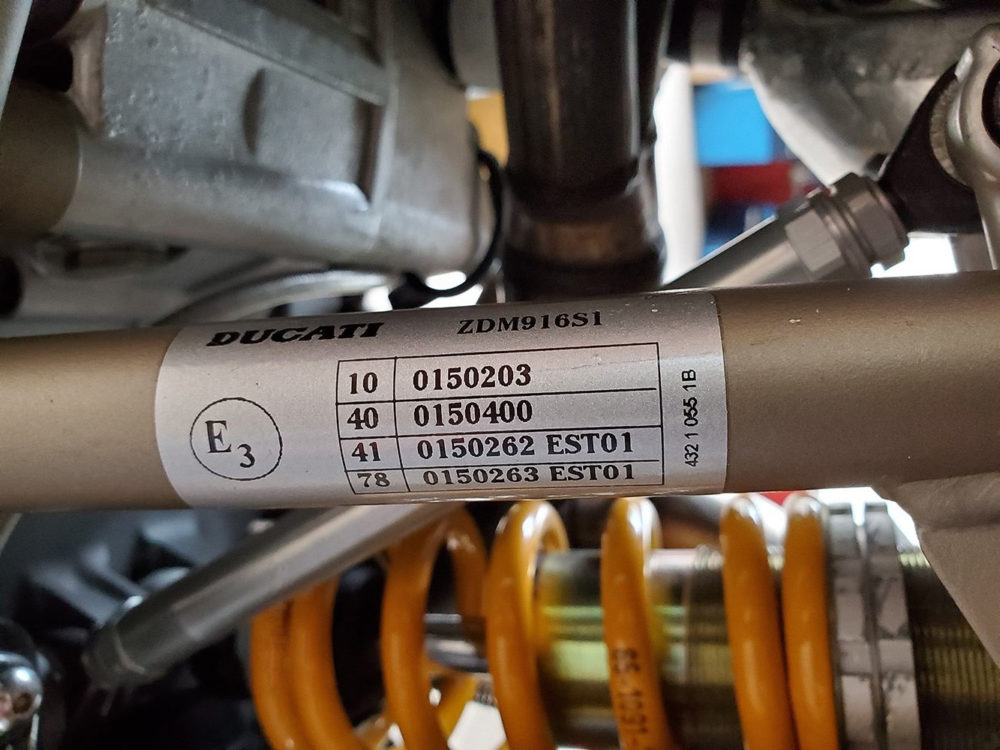 DUCATI ZDM916S1
E3
10 0150203
40 0150400
41 0150262 EST01
78 0150263 EST01
432 1 055 1B